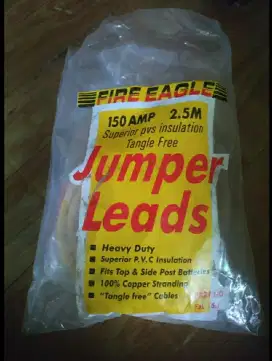 FIRE EAGLE
150 AMP 2.5M
Superior pvs insulation
Tangle Free
Jumper
Leads
Heavy Duty
Superior P.V.C Insulation
Fits Top & Side Post Batteries
100% Copper Stranding
"Tangle free" Cables